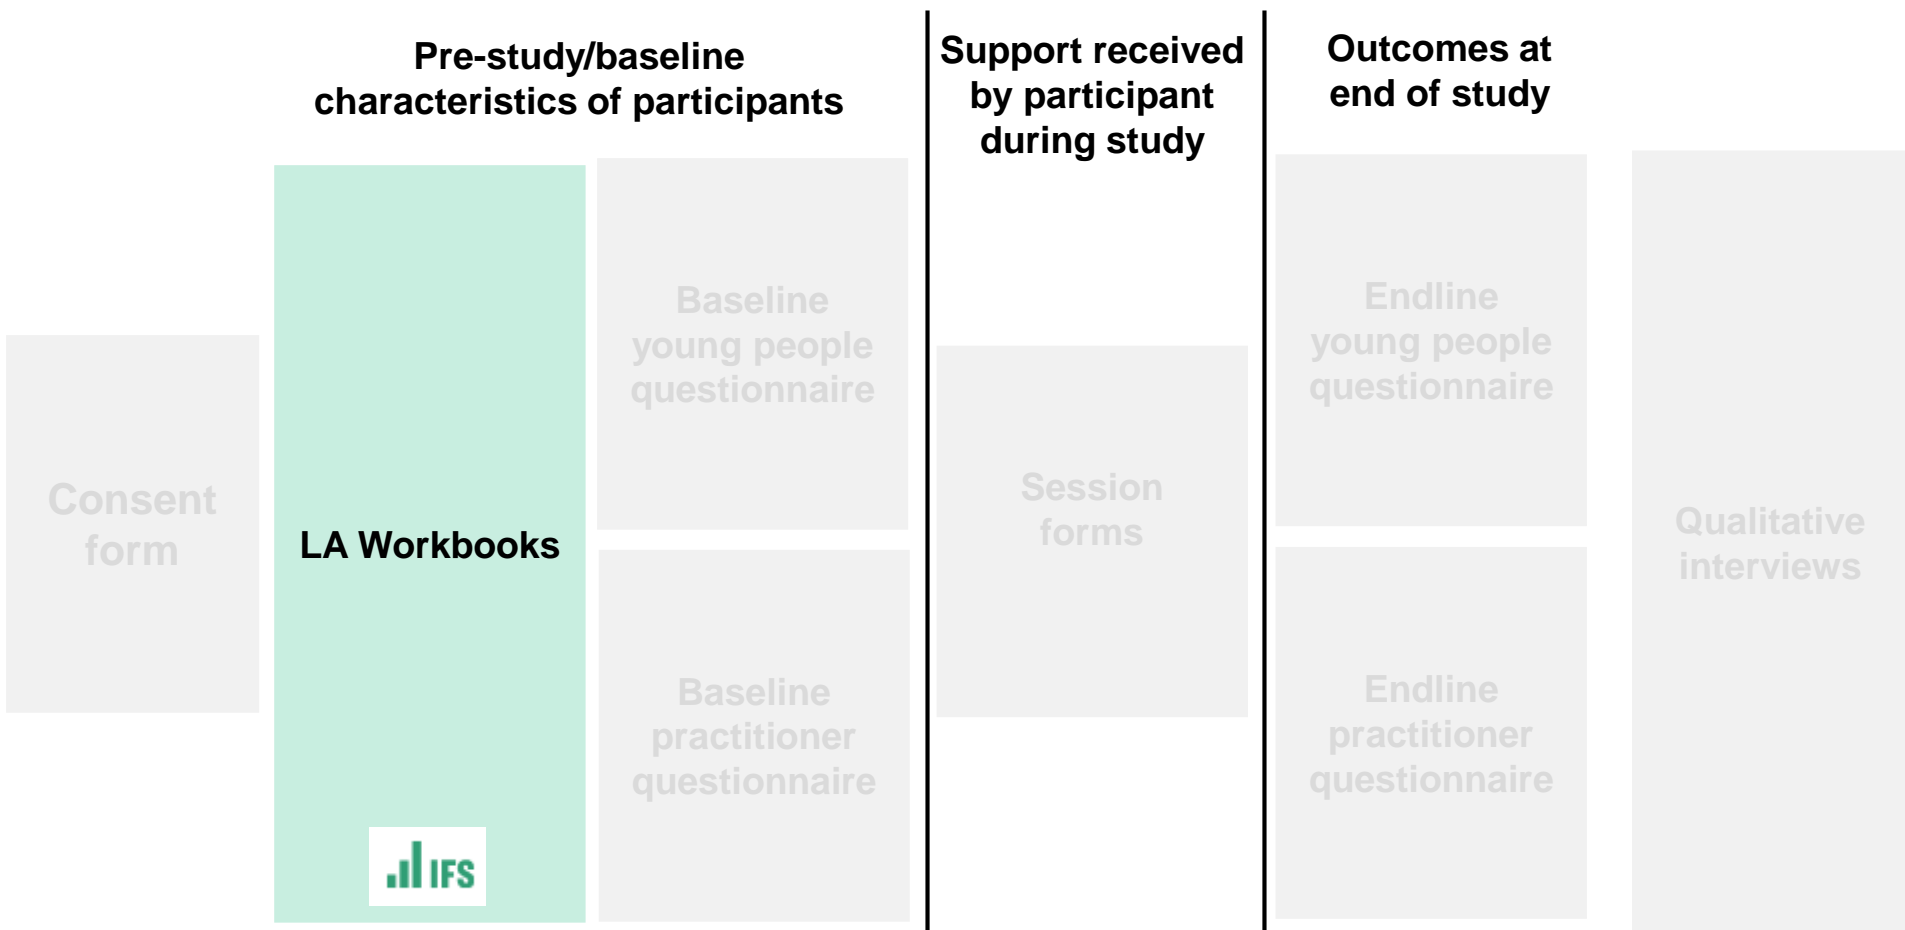 Pre-study/baseline
characteristics of participants
Support received
by participant
during study
Outcomes at
end of study
Consent
form
LA Workbooks
IFS
Baseline
young people
questionnaire
Baseline
practitioner
questionnaire
Session
forms
Endline
young people
questionnaire
Endline
practitioner
questionnaire
Qualitative
interviews